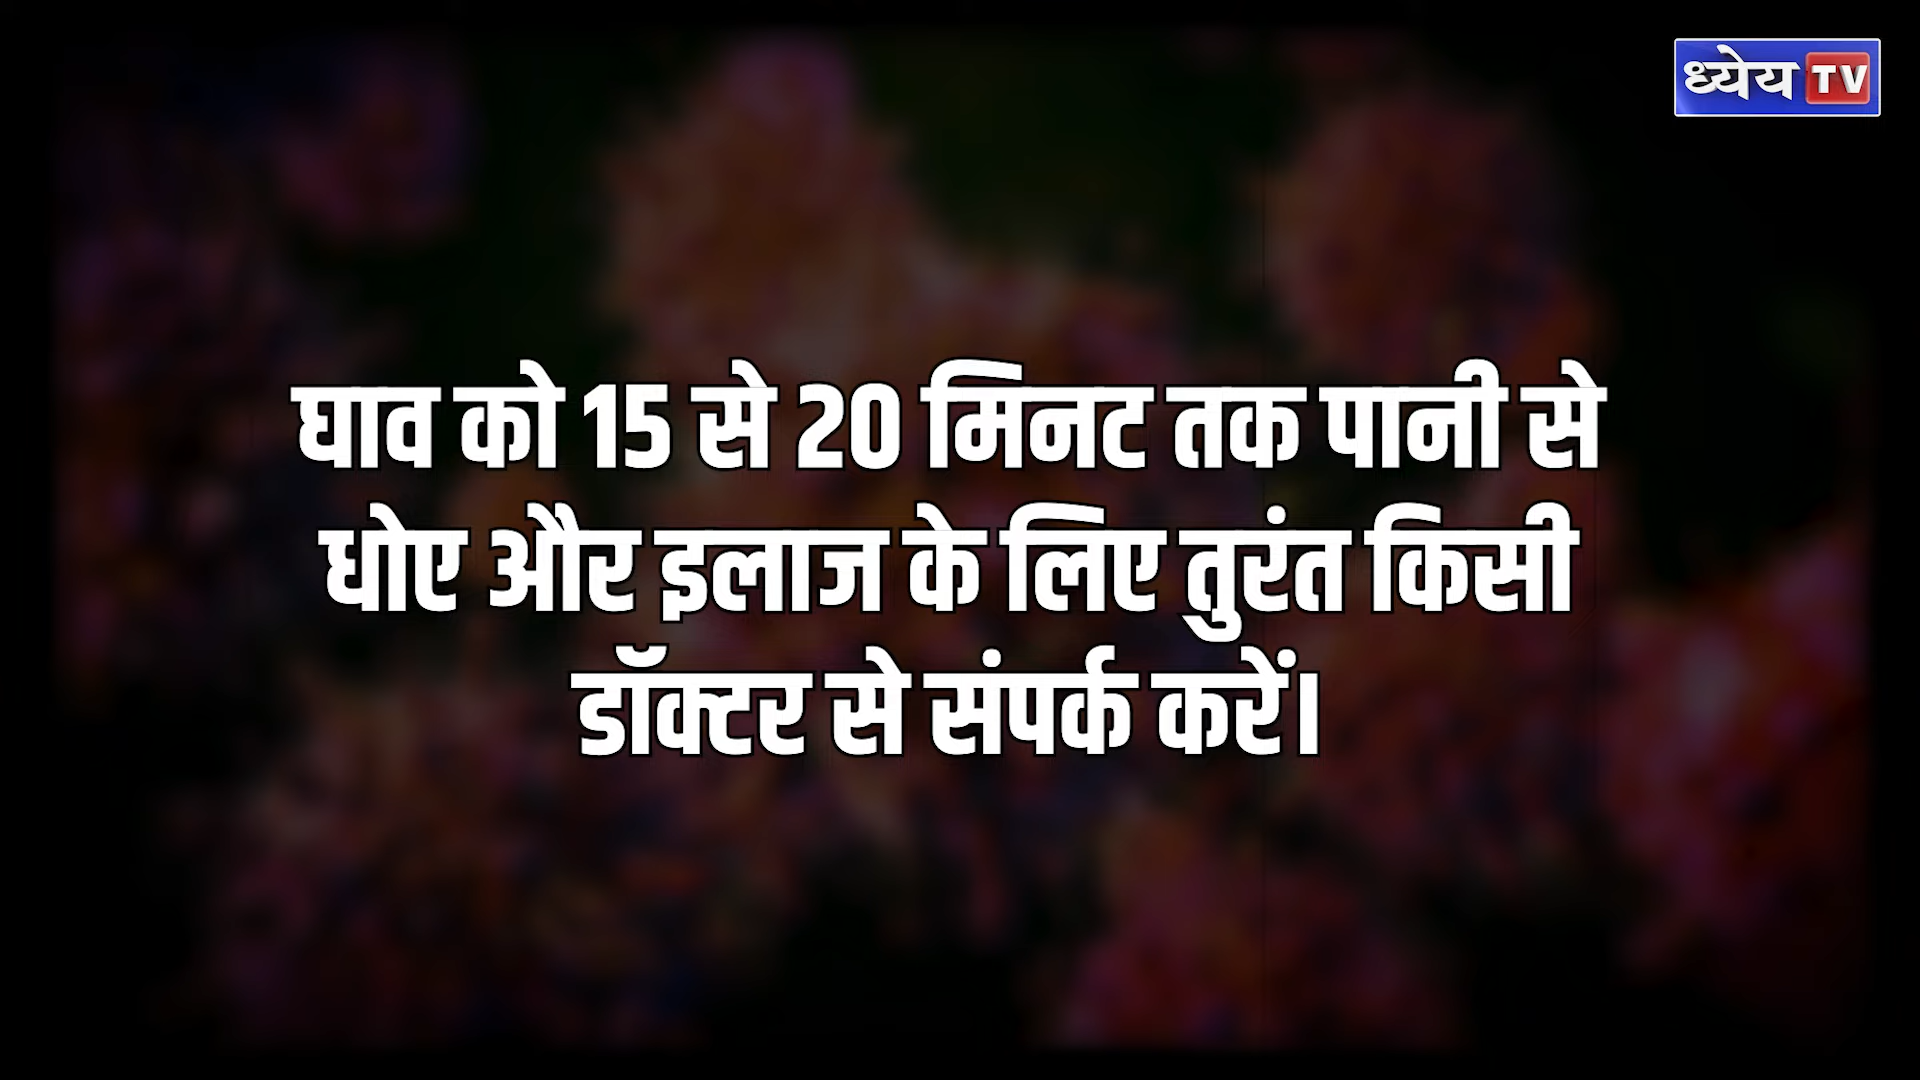 ध्येय TV
घाव को 15 से 20 मिनट तक पानी से
धोए और इलाज के लिए तुरंत किसी
डॉक्टर से संपर्क करें।